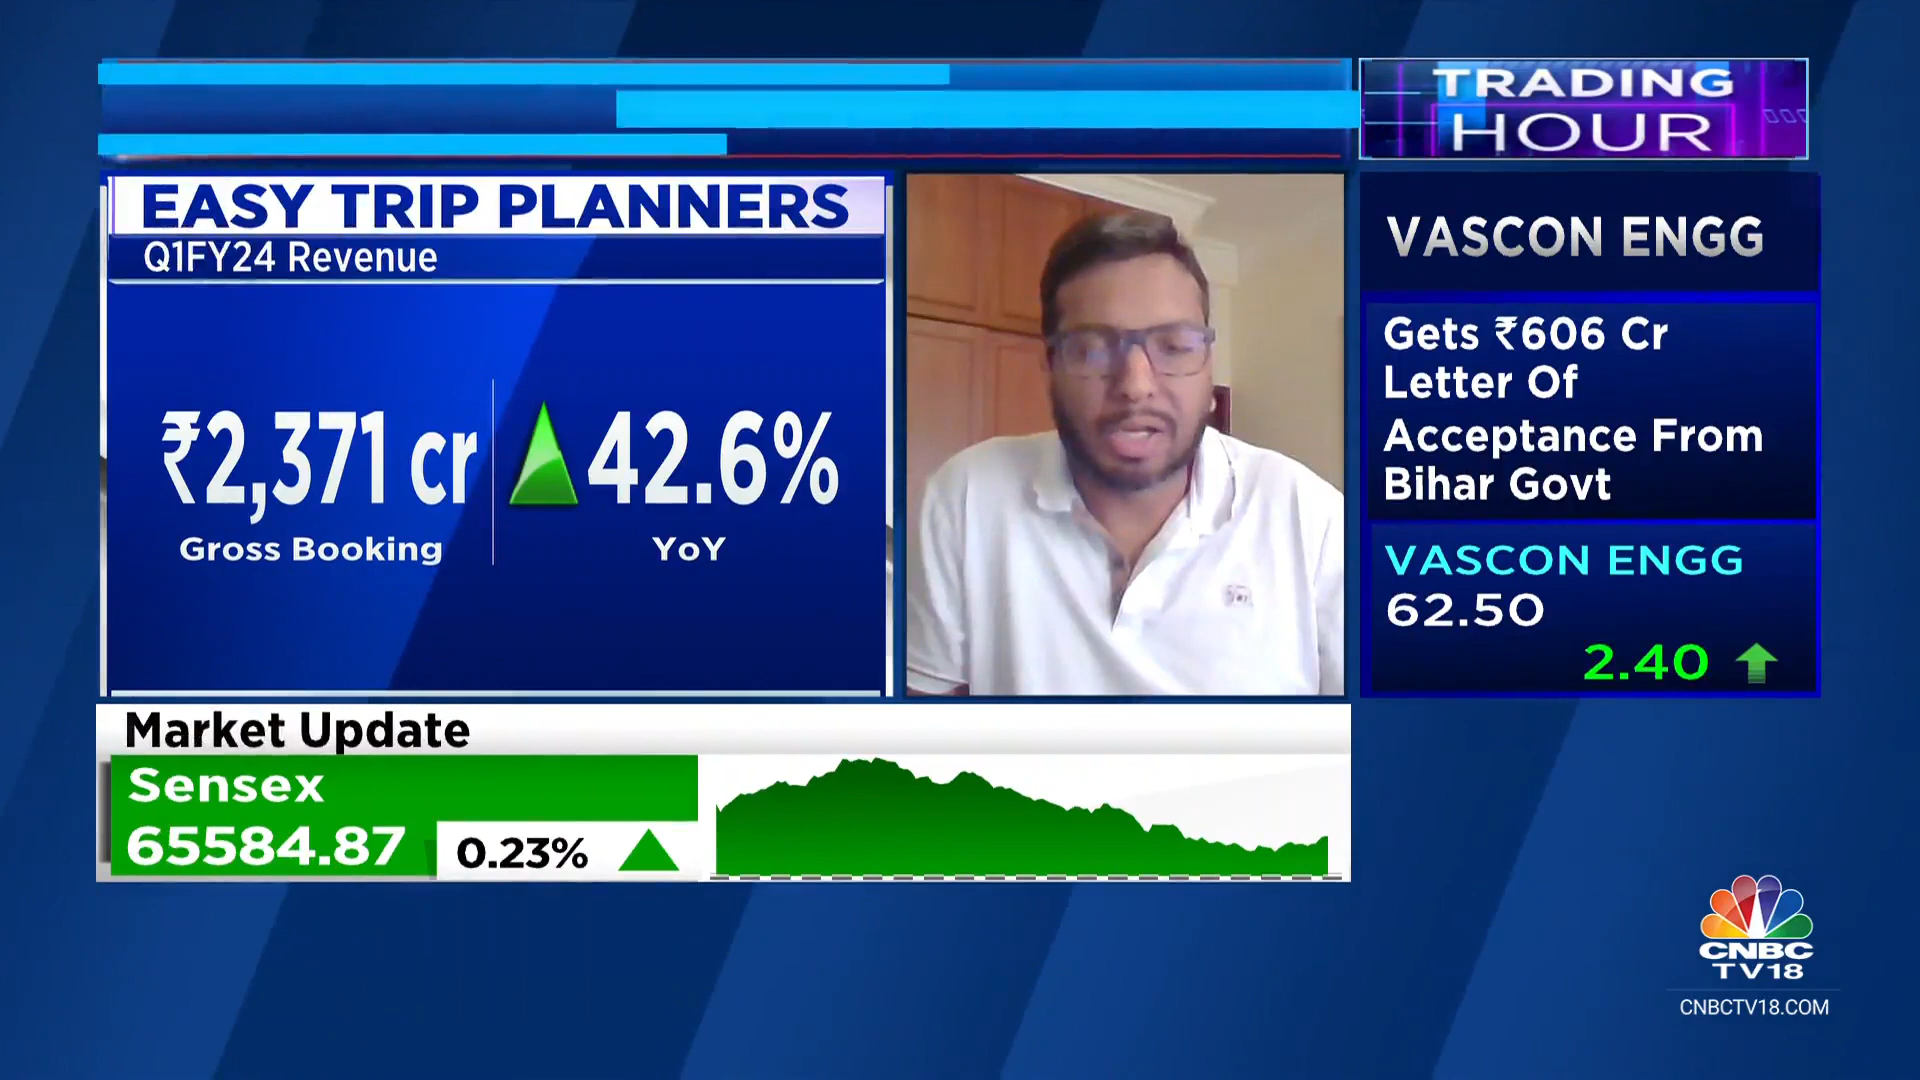 TRADING
HOUR
EASY TRIP PLANNERS
Q1FY24 Revenue
₹2,371 cr
Gross Booking
42.6%
YoY
VASCON ENGG
Gets ₹606 Cr
Letter Of
Acceptance From
Bihar Govt
VASCON ENGG
62.50
2.40
Market Update
Sensex
65584.87
0.23%
CNBC
TV18
CNBCTV18.COM